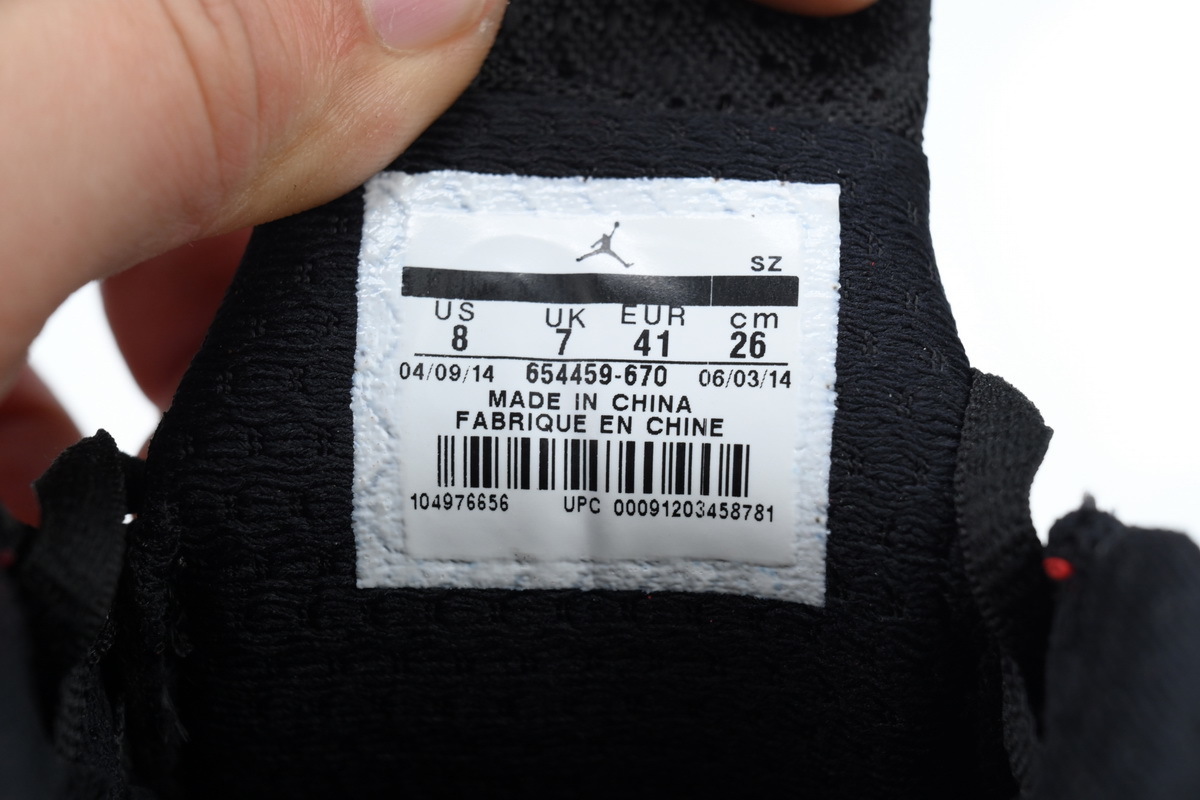 SZ
US UK EUR cm
8 7 41 26
04/09/14 654459-670 06/03/14
MADE IN CHINA
FABRIQUE EN CHINE
104976656 UPC 00091203458781